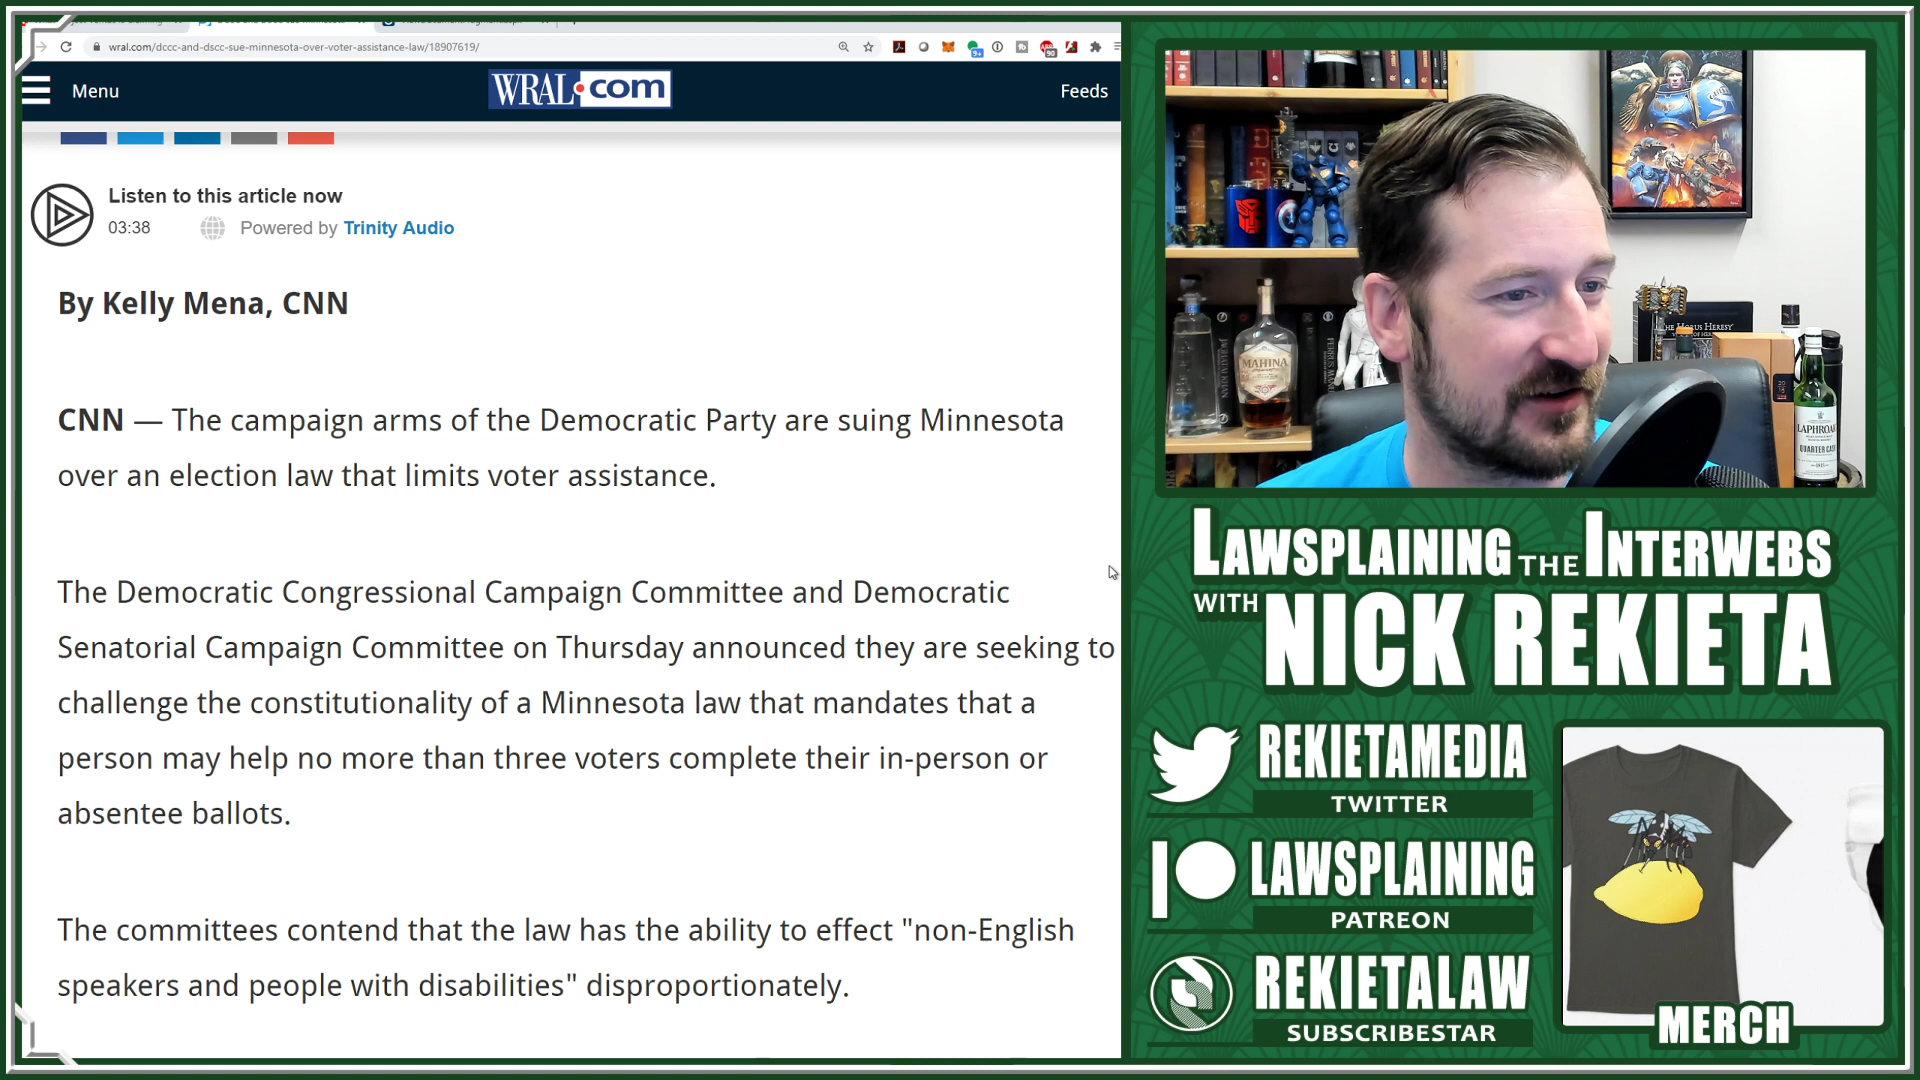 wral.com/dccc-and-dscc-sue-minnesota-over-voter-assistance-law/18907619/
Menu
WRAL.com
Feeds
Listen to this article now
03:38
Powered by Trinity Audio
By Kelly Mena, CNN
CNN — The campaign arms of the Democratic Party are suing Minnesota
over an election law that limits voter assistance.
The Democratic Congressional Campaign Committee and Democratic
Senatorial Campaign Committee on Thursday announced they are seeking to
challenge the constitutionality of a Minnesota law that mandates that a
person may help no more than three voters complete their in-person or
absentee ballots.
The committees contend that the law has the ability to effect "non-English
speakers and people with disabilities" disproportionately.
MAHINA
THE HORUS HERESY
LAPHROAIG
QUARTER CASK
LAWSPLAINING THE INTERWEBS
WITH NICK REKIETA
REKIETAMEDIA
TWITTER
LAWSPLAINING
PATREON
REKIETALAW
SUBSCRIBESTAR
MERCH